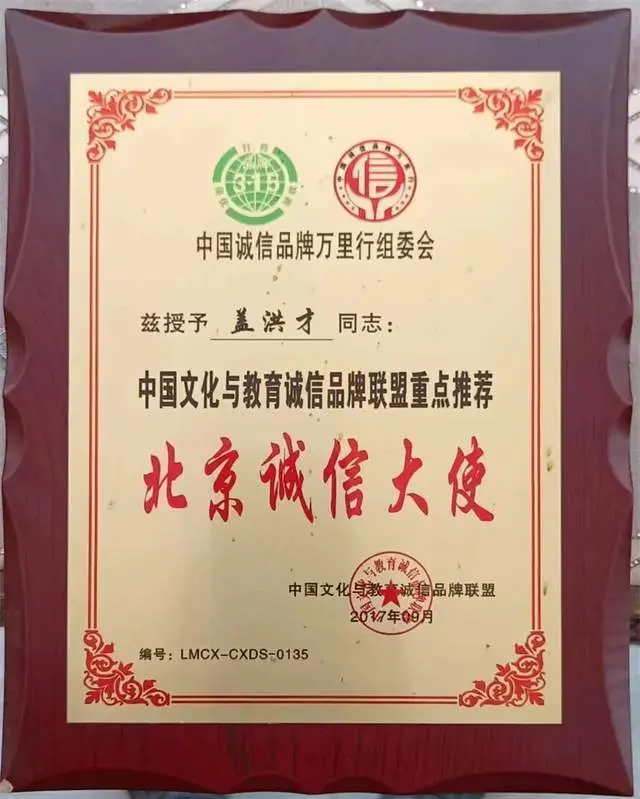 3·15
信
中国诚信品牌万里行组委会
兹授予 盖洪才 同志：
中国文化与教育诚信品牌联盟重点推荐
北京诚信大使
中国文化与教育诚信品牌联盟
2017年09月
编号：LMCX-CXDS-0135